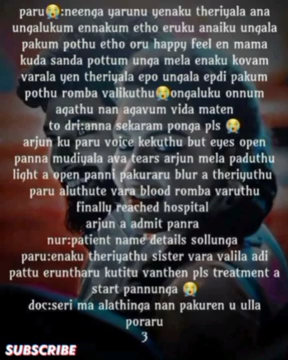 paru😭:neenga yarunu yenaku theriyala ana
ungalukum ennakum etho eruku anaiku ungala
pakum pothu etho oru happy feel en mama
kuda sanda pottum unga mela enaku kovam
varala yen theriyala epo ungala epdi pakum
pothu romba valikuthu😭ongaluku onnum
agathu nan agavum vida maten
to dri:anna sekaram ponga pls 😭
arjun ku paru voice kekuthu but eyes open
panna mudiyala ava tears arjun mela paduthu
light a open panni pakuraru blur a theriyuthu
paru aluthute vara blood romba varuthu
finally reached hospital
arjun a admit panra
nur:patient name details sollunga
paru:enaku theriyathu sister vara valila adi
pattu eruntharu kutitu vanthen pls treatment a
start pannunga 😭
doc:seri ma alathinga nan pakuren u ulla
poraru
3
SUBSCRIBE